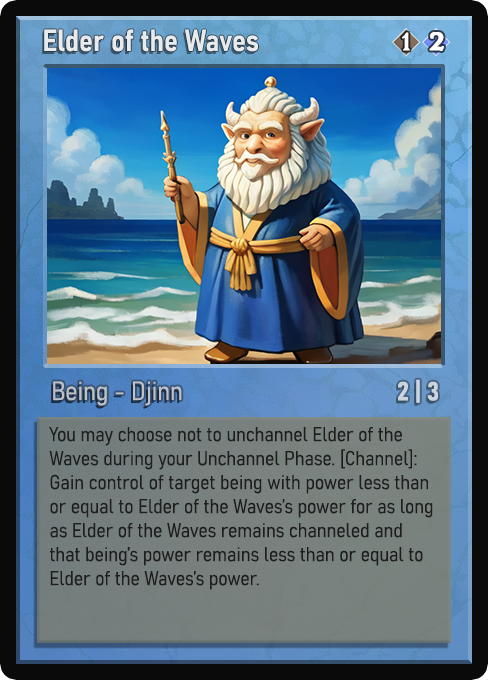 Elder of the Waves 1 2
Being - Djinn 2|3
You may choose not to unchannel Elder of the
Waves during your Unchannel Phase. [Channel]:
Gain control of target being with power less than
or equal to Elder of the Waves's power for as long
as Elder of the Waves remains channeled and
that being's power remains less than or equal to
Elder of the Waves's power.